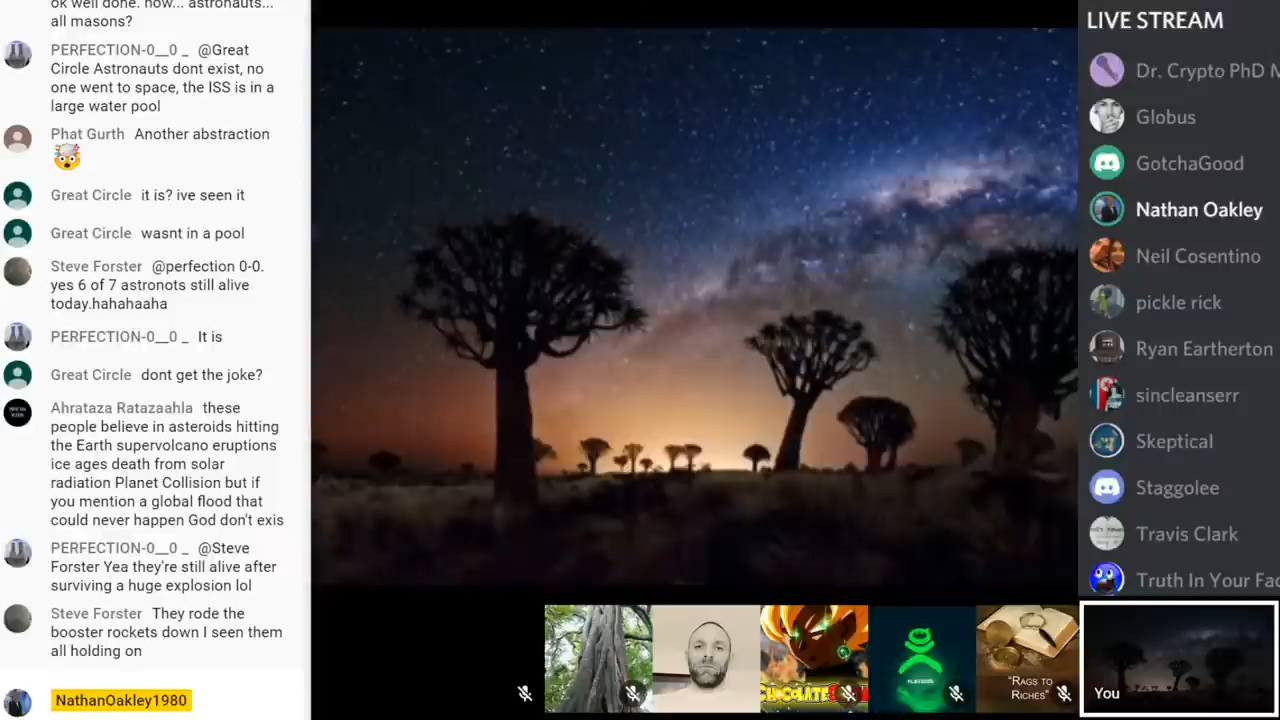 ok well done. now... astronauts...
all masons?
PERFECTION-0__0 _ @Great
Circle Astronauts dont exist, no
one went to space, the ISS is in a
large water pool
Phat Gurth Another abstraction
🤯
Great Circle it is? ive seen it
Great Circle wasnt in a pool
Steve Forster @perfection 0-0.
yes 6 of 7 astronots still alive
today.hahahaaha
PERFECTION-0__0 _ It is
Great Circle dont get the joke?
Ahrataza Ratazaahla these
people believe in asteroids hitting
the Earth supervolcano eruptions
ice ages death from solar
radiation Planet Collision but if
you mention a global flood that
could never happen God don't exis
PERFECTION-0__0 _ @Steve
Forster Yea they're still alive after
surviving a huge explosion lol
Steve Forster They rode the
booster rockets down I seen them
all holding on
NathanOakley1980
"RAGS TO
RICHES"
You
LIVE STREAM
Dr. Crypto PhD M
Globus
GotchaGood
Nathan Oakley
Neil Cosentino
pickle rick
Ryan Eartherton
sincleanserr
Skeptical
Staggolee
Travis Clark
Truth In Your Fac